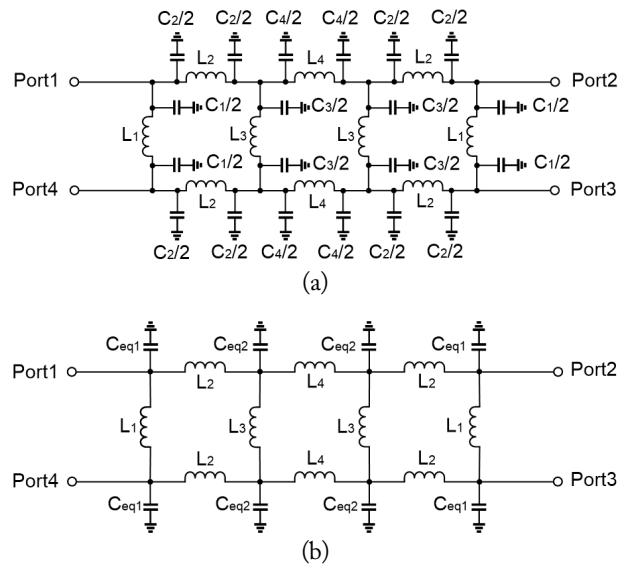 C2/2 C2/2 C4/2 C4/2 C2/2 C2/2
L2 L4 L2
Port1 Port2
C1/2 C3/2 C3/2 C1/2
L1 L3 L3 L1
C1/2 C3/2 C3/2 C1/2
Port4 Port3
L2 L4 L2
C2/2 C2/2 C4/2 C4/2 C2/2 C2/2
(a)
Ceq1 Ceq2 Ceq2 Ceq1
Port1 Port2
L2 L4 L2
L1 L3 L3 L1
L2 L4 L2
Port4 Port3
Ceq1 Ceq2 Ceq2 Ceq1
(b)